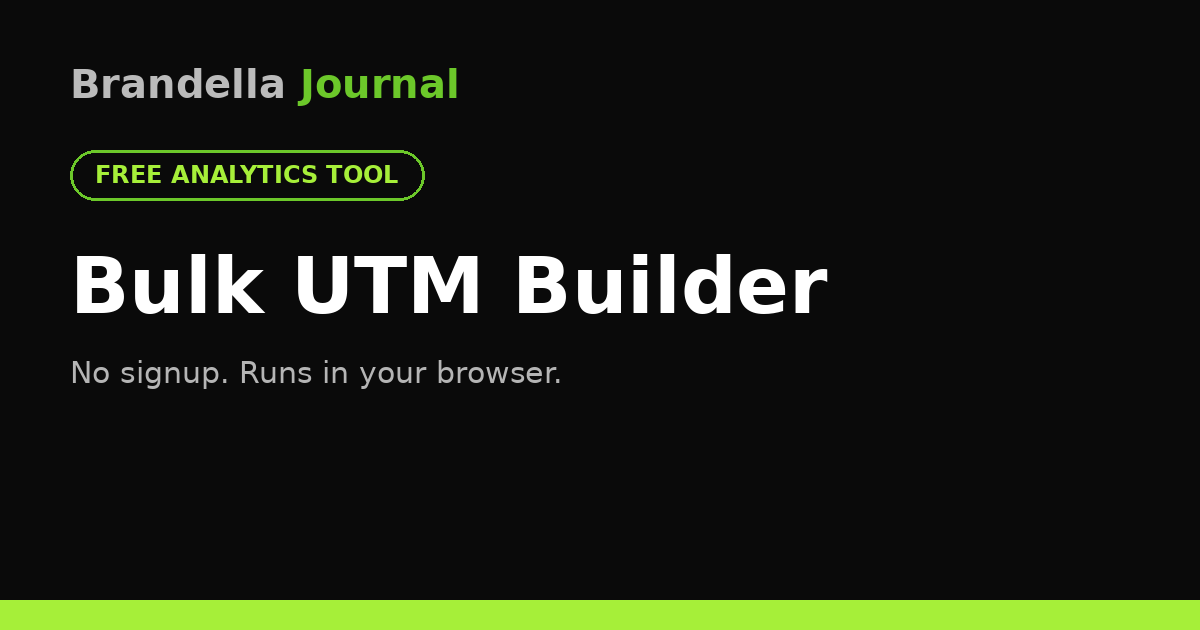 Brandella Journal
FREE ANALYTICS TOOL
Bulk UTM Builder
No signup. Runs in your browser.